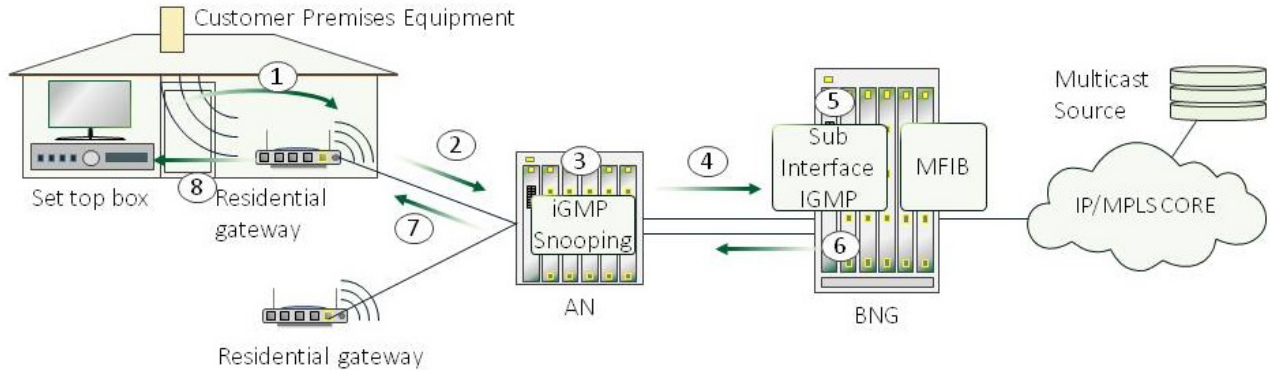 Customer Premises Equipment
1
2
3
4
5
6
7
8
Set top box
Residential
gateway
iGMP
Snooping
AN
Sub
Interface
IGMP
MFIB
BNG
Multicast
Source
IP/MPLS CORE
Residential gateway